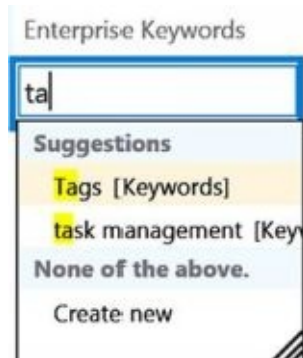 Enterprise Keywords
ta
Suggestions
Tags [Keywords]
task management [Key
None of the above.
Create new